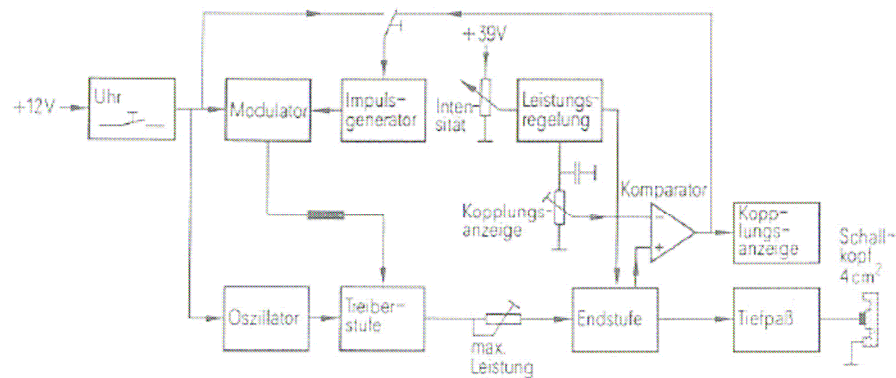 +39V
+12V
Uhr
Modulator
Impuls-
generator
Inten-
sität
Leistungs-
regelung
Komparator
Kopplungs-
anzeige
−
+
Kopp-
lungs-
anzeige
Schall-
kopf
4 cm²
Oszillator
Treiber-
stufe
max.
Leistung
Endstufe
Tiefpaß